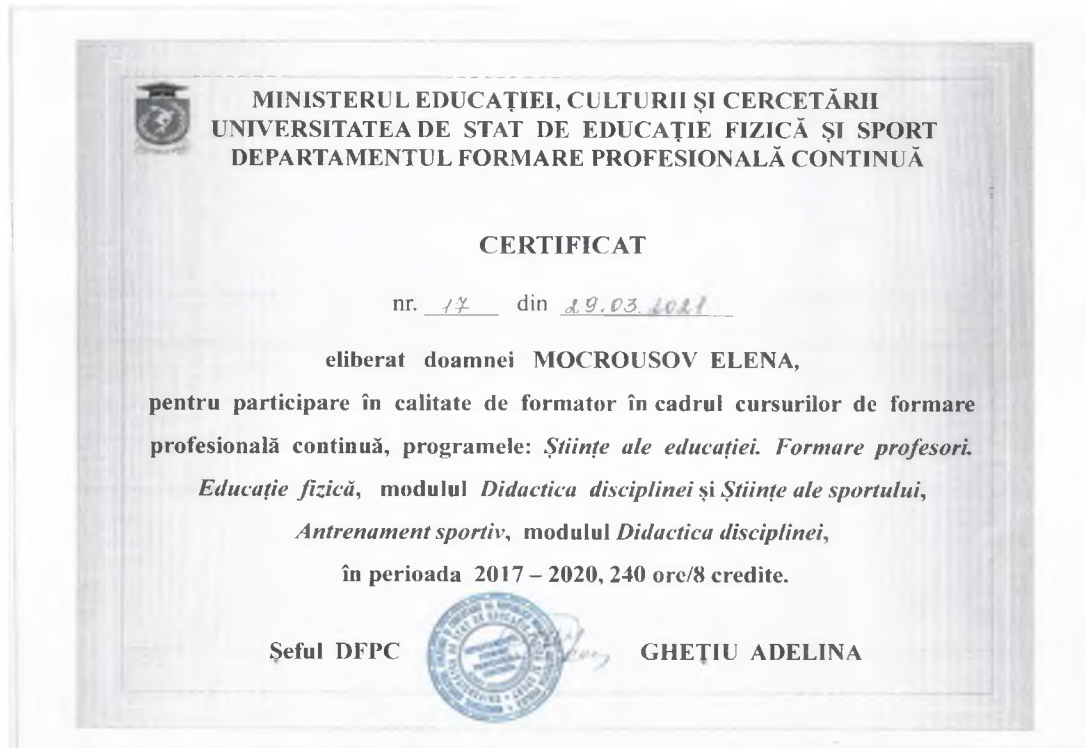 MINISTERUL EDUCAȚIEI, CULTURII ȘI CERCETĂRII
UNIVERSITATEA DE STAT DE EDUCAȚIE FIZICĂ ȘI SPORT
DEPARTAMENTUL FORMARE PROFESIONALĂ CONTINUĂ
CERTIFICAT
nr. 17 din 29.03.2021
eliberat doamnei MOCROUSOV ELENA,
pentru participare în calitate de formator în cadrul cursurilor de formare
profesională continuă, programele: Științe ale educației. Formare profesori.
Educație fizică, modulul Didactica disciplinei și Științe ale sportului,
Antrenament sportiv, modulul Didactica disciplinei,
în perioada 2017 – 2020, 240 ore/8 credite.
Șeful DFPC GHEȚIU ADELINA